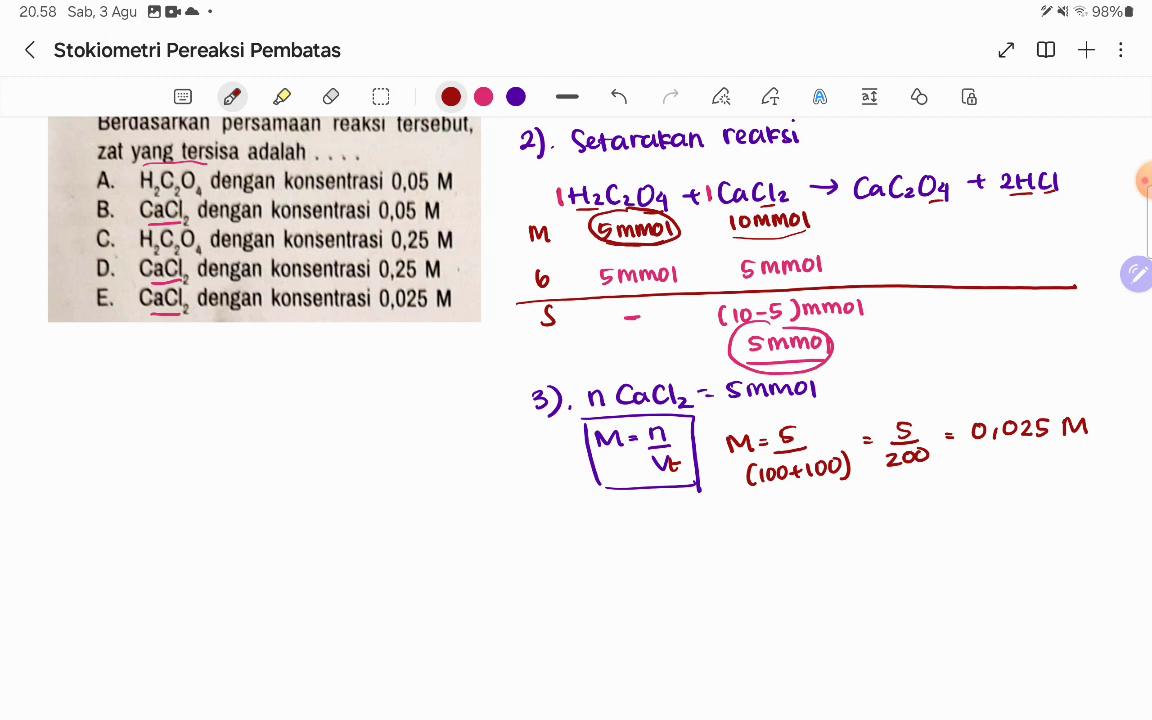 20.58 Sab, 3 Agu
98%
Stokiometri Pereaksi Pembatas
Berdasarkan persamaan reaksi tersebut,
zat yang tersisa adalah . . . .
A. H₂C₂O₄ dengan konsentrasi 0,05 M
B. CaCl₂ dengan konsentrasi 0,05 M
C. H₂C₂O₄ dengan konsentrasi 0,25 M
D. CaCl₂ dengan konsentrasi 0,25 M
E. CaCl₂ dengan konsentrasi 0,025 M
2). Setarakan reaksi
1H₂C₂O₄ + 1CaCl₂ → CaC₂O₄ + 2HCl
M 5mmol 10mmol
b 5mmol 5mmol
S - (10-5)mmol
5mmol
3). n CaCl₂ = 5mmol
M = n/Vt M = 5/(100+100) = 5/200 = 0,025 M